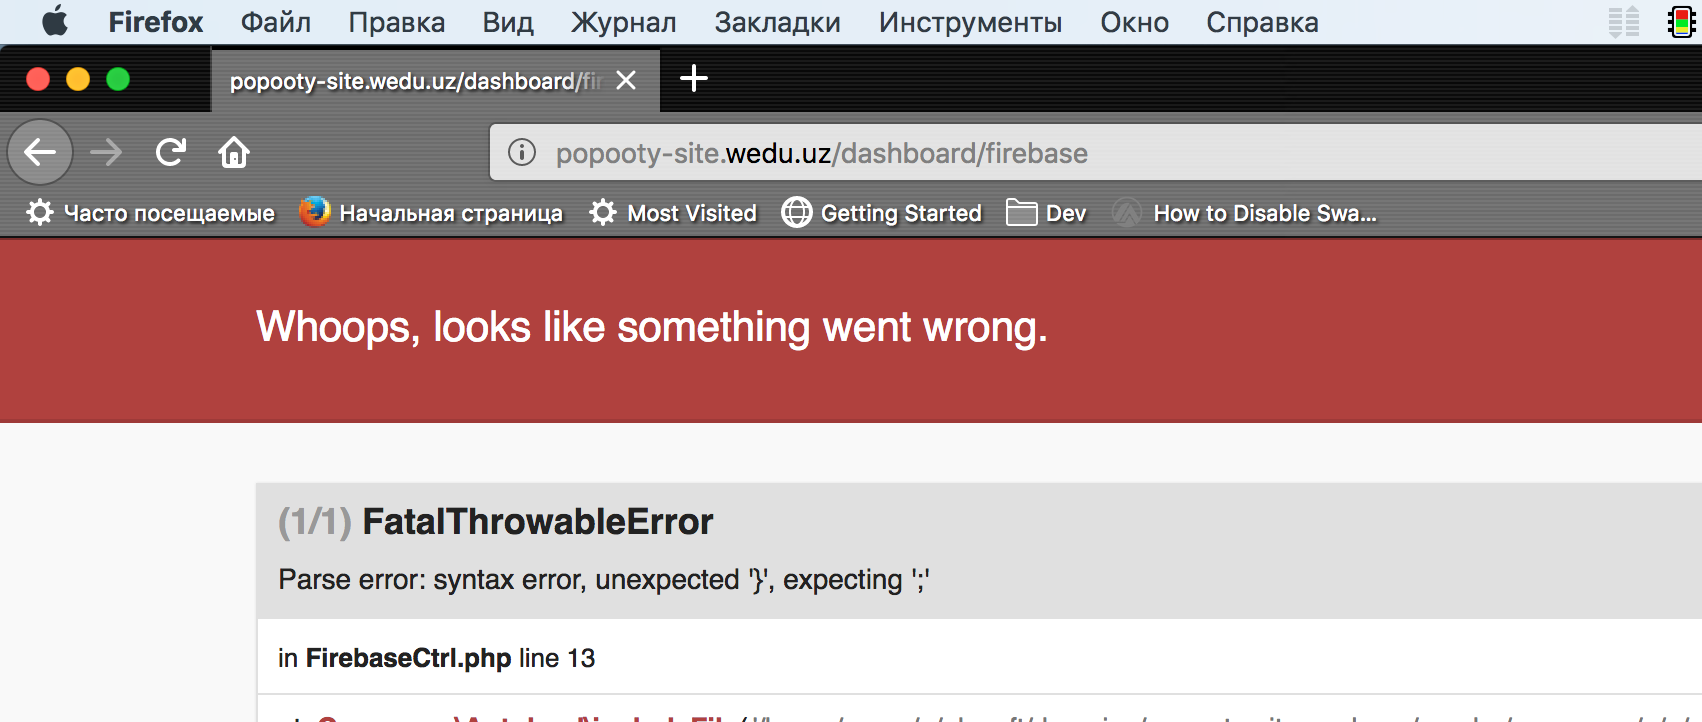 Firefox Файл Правка Вид Журнал Закладки Инструменты Окно Справка
popooty-site.wedu.uz/dashboard/fir
popooty-site.wedu.uz/dashboard/firebase
Часто посещаемые Начальная страница Most Visited Getting Started Dev How to Disable Swa...
Whoops, looks like something went wrong.
(1/1) FatalThrowableError
Parse error: syntax error, unexpected '}', expecting ';'
in FirebaseCtrl.php line 13